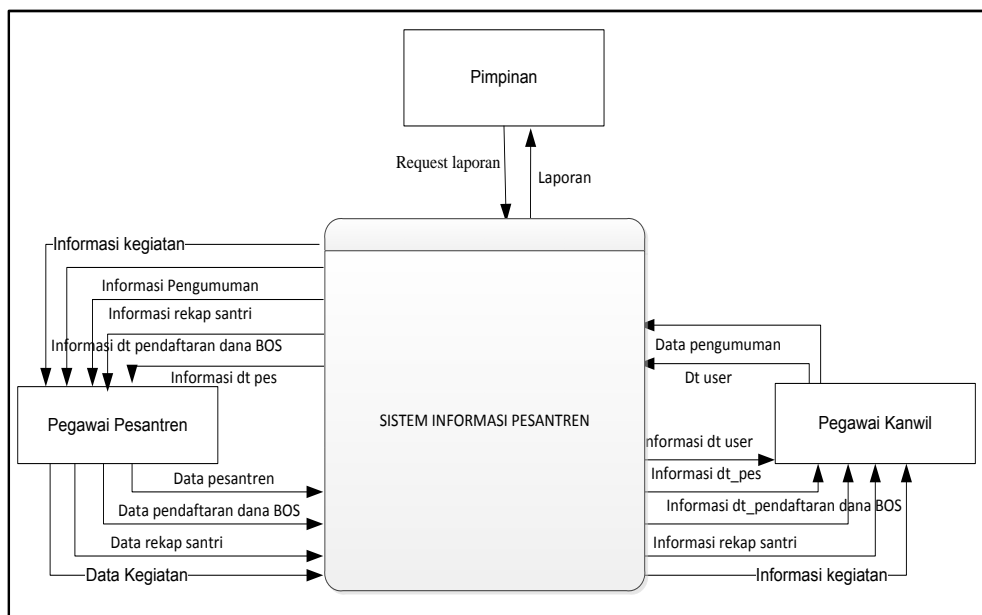 Pimpinan
Request laporan
Laporan
Informasi kegiatan
Informasi Pengumuman
Informasi rekap santri
Informasi dt pendaftaran dana BOS
Informasi dt pes
Pegawai Pesantren
Data pesantren
Data pendaftaran dana BOS
Data rekap santri
Data Kegiatan
SISTEM INFORMASI PESANTREN
Data pengumuman
Dt user
Pegawai Kanwil
Informasi dt user
Informasi dt_pes
Informasi dt_pendaftaran dana BOS
Informasi rekap santri
Informasi kegiatan